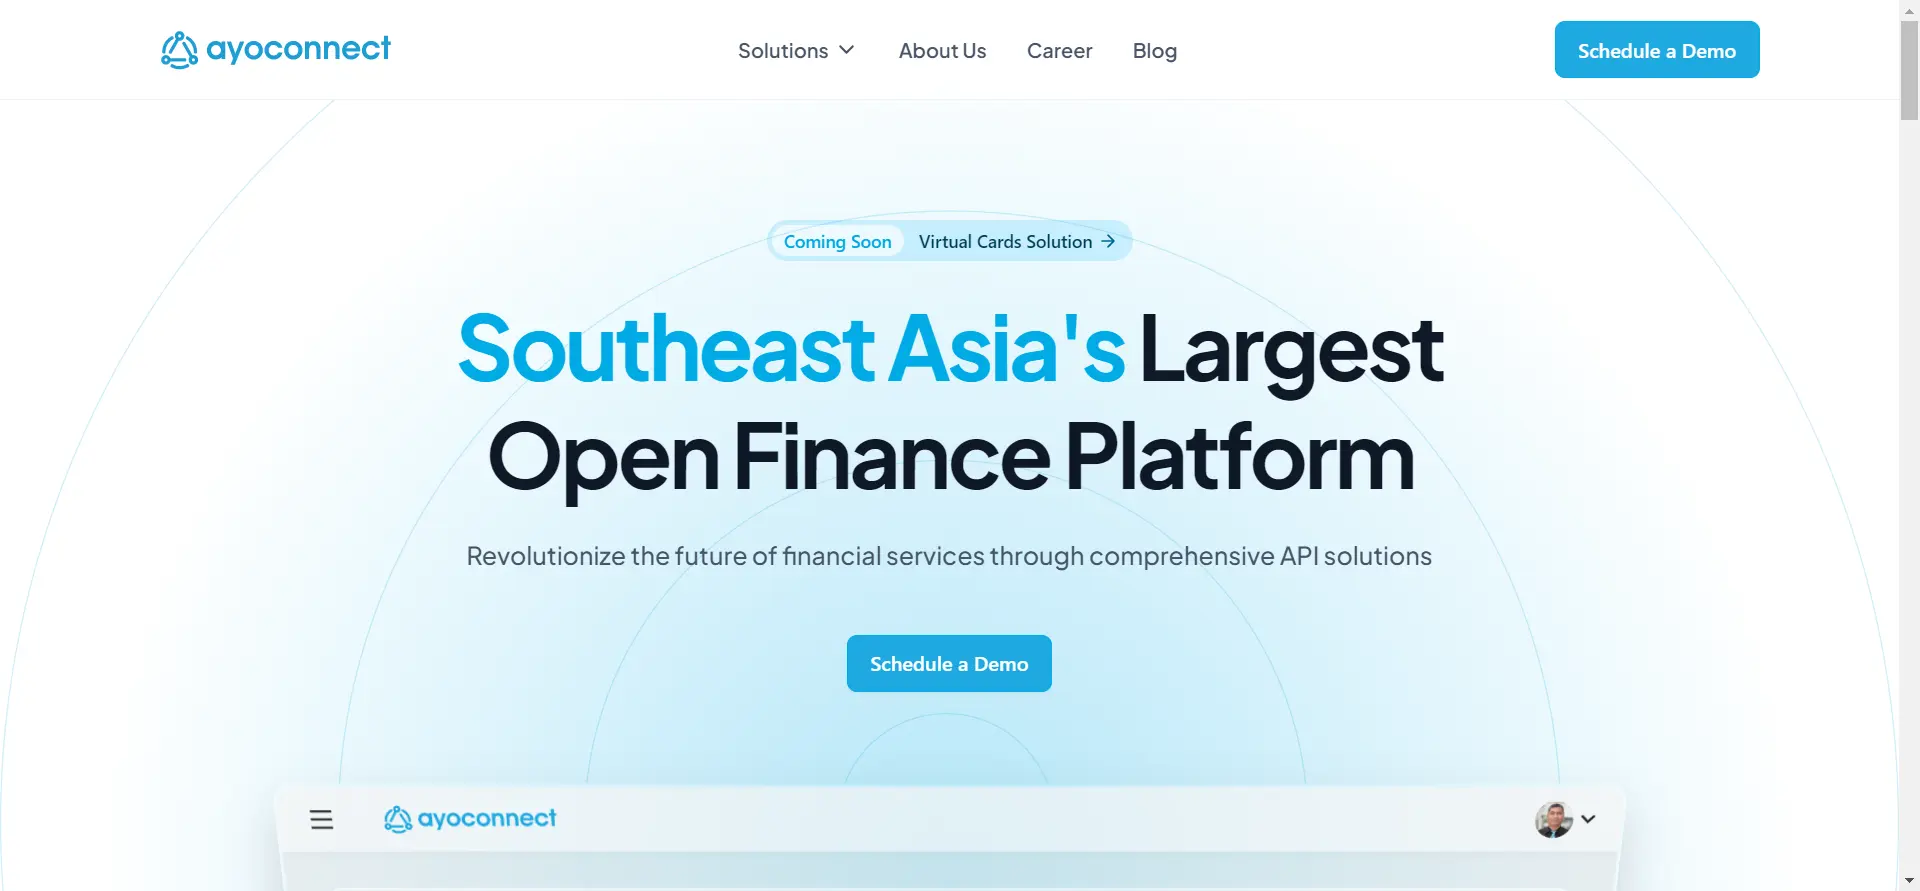 ayoconnect
Solutions
About Us
Career
Blog
Schedule a Demo
Coming Soon
Virtual Cards Solution →
Southeast Asia's Largest
Open Finance Platform
Revolutionize the future of financial services through comprehensive API solutions
Schedule a Demo
ayoconnect